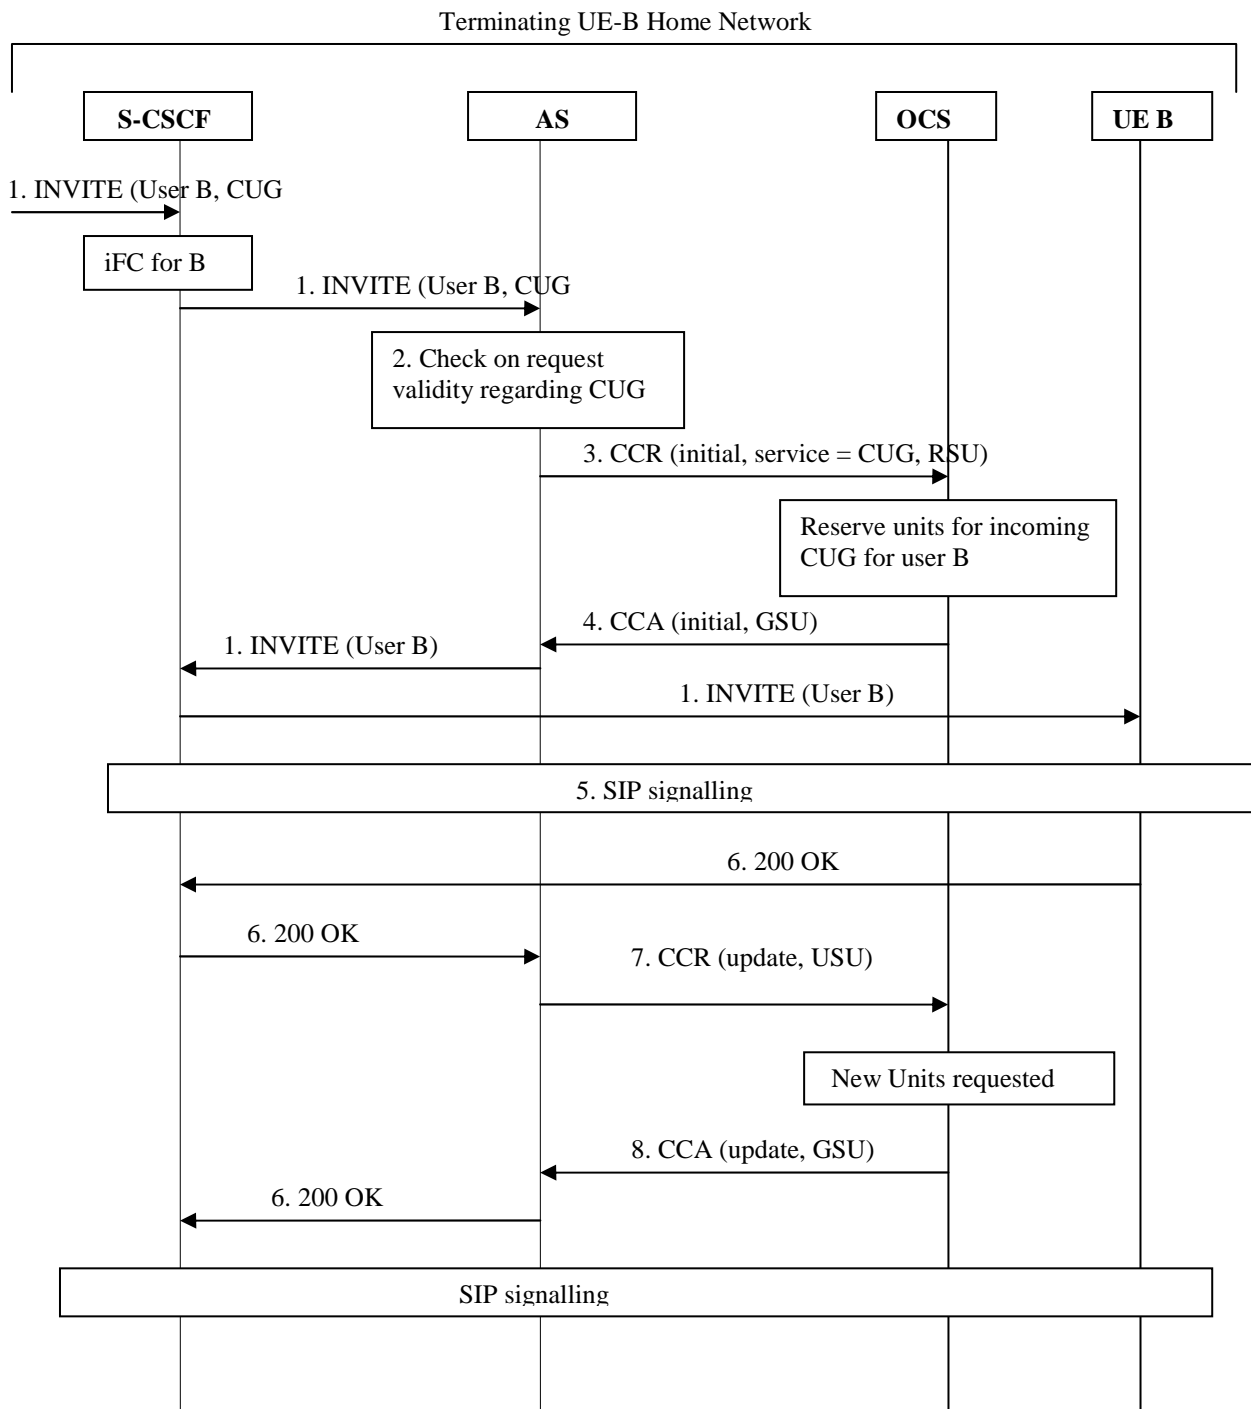 Terminating UE-B Home Network
S-CSCF
AS
OCS
UE B
1. INVITE (User B, CUG
iFC for B
1. INVITE (User B, CUG
2. Check on request
validity regarding CUG
3. CCR (initial, service = CUG, RSU)
Reserve units for incoming
CUG for user B
4. CCA (initial, GSU)
1. INVITE (User B)
1. INVITE (User B)
5. SIP signalling
6. 200 OK
6. 200 OK
7. CCR (update, USU)
New Units requested
8. CCA (update, GSU)
6. 200 OK
SIP signalling